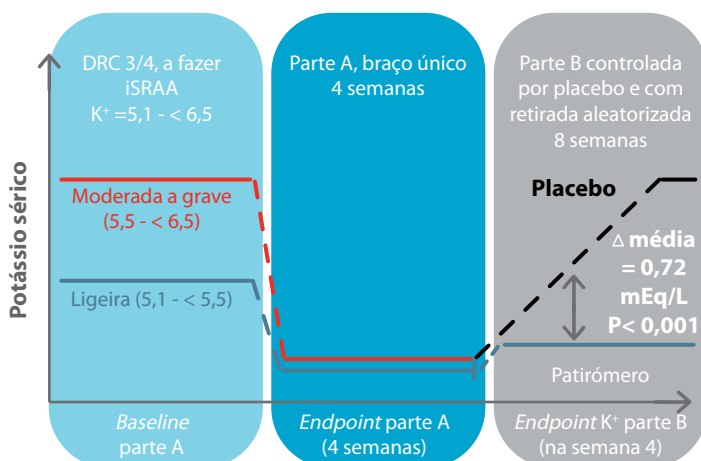 DRC 3/4, a fazer
iSRAA
K⁺ =5,1 - < 6,5
Parte A, braço único
4 semanas
Parte B controlada
por placebo e com
retirada aleatorizada
8 semanas
Potássio sérico
Moderada a grave
(5,5 - < 6,5)
Ligeira (5,1 - < 5,5)
Placebo
Δ média
= 0,72
mEq/L
P< 0,001
Patirómero
Baseline
parte A
Endpoint parte A
(4 semanas)
Endpoint K⁺ parte B
(na semana 4)